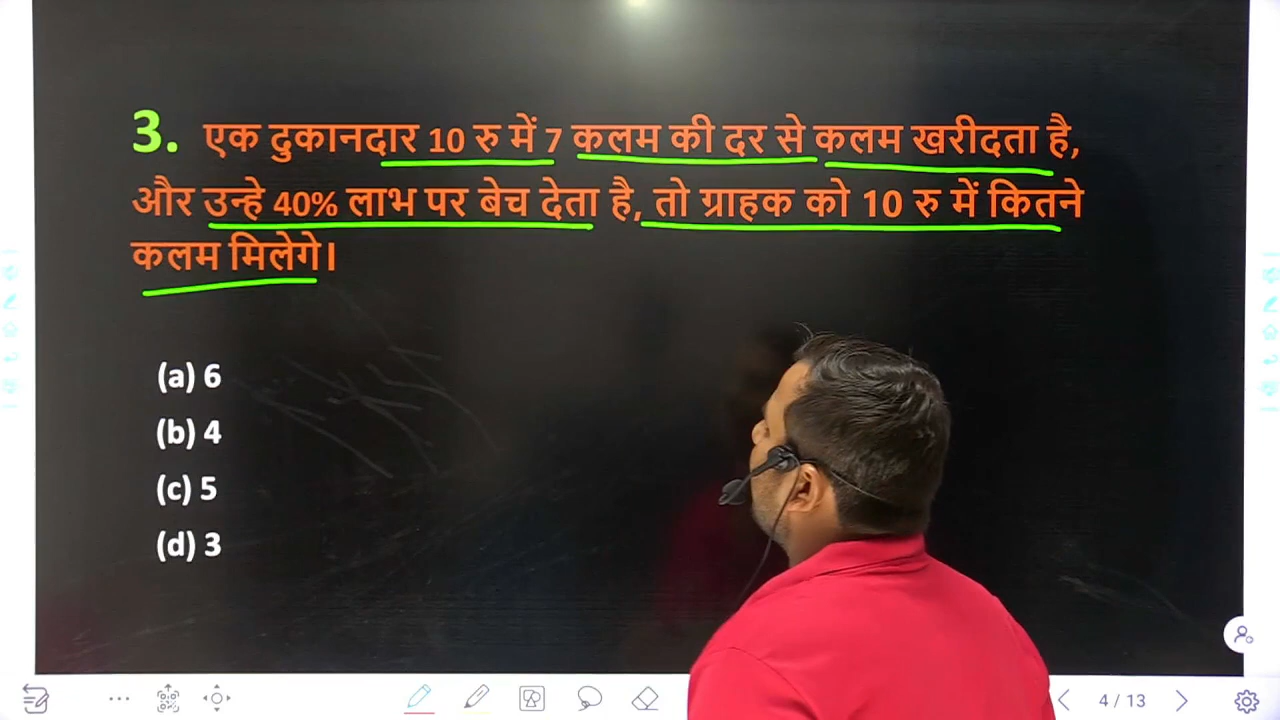 3. एक दुकानदार 10 रु में 7 कलम की दर से कलम खरीदता है,
और उन्हे 40% लाभ पर बेच देता है, तो ग्राहक को 10 रु में कितने
कलम मिलेगे।
(a) 6
(b) 4
(c) 5
(d) 3
4 / 13